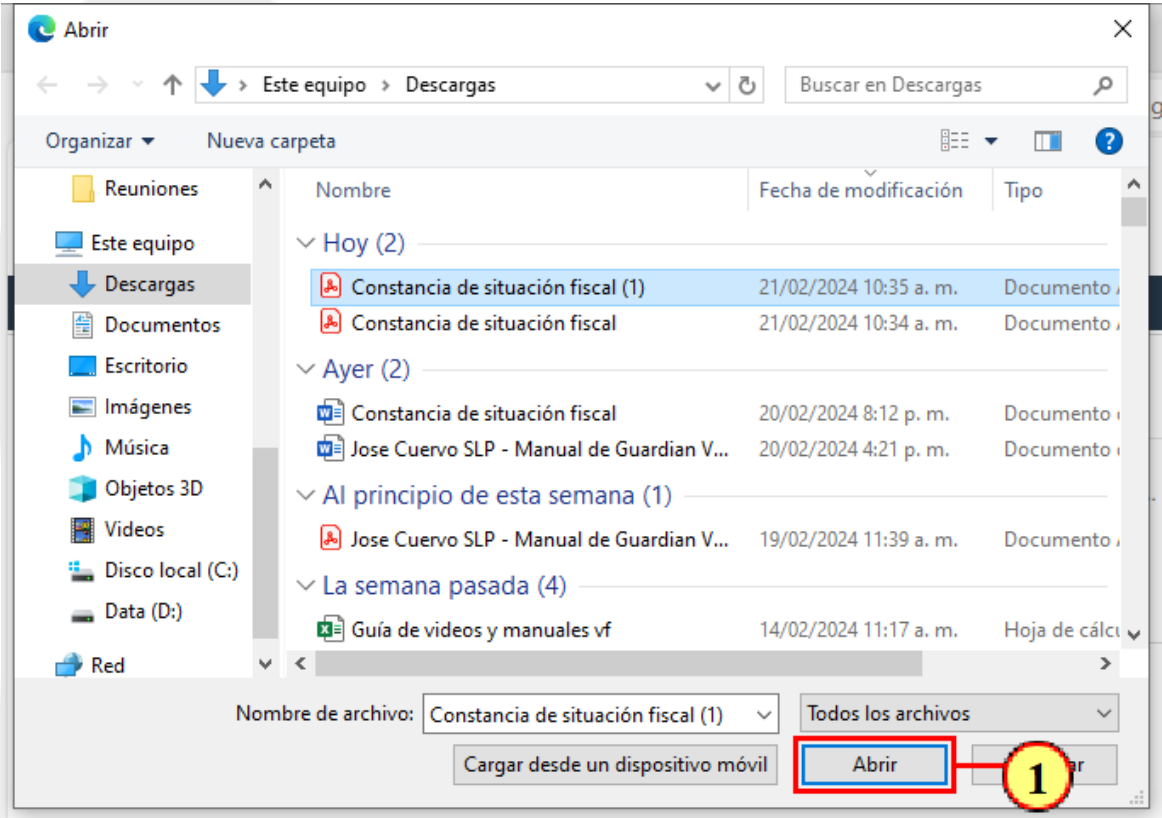 Abrir
Este equipo > Descargas
Buscar en Descargas
Organizar
Nueva carpeta
?
Reuniones
Este equipo
Descargas
Documentos
Escritorio
Imágenes
Música
Objetos 3D
Videos
Disco local (C:)
Data (D:)
Red
Nombre Fecha de modificación Tipo
Hoy (2)
Constancia de situación fiscal (1) 21/02/2024 10:35 a. m. Documento
Constancia de situación fiscal 21/02/2024 10:34 a. m. Documento
Ayer (2)
Constancia de situación fiscal 20/02/2024 8:12 p. m. Documento
Jose Cuervo SLP - Manual de Guardian V... 20/02/2024 4:21 p. m. Documento
Al principio de esta semana (1)
Jose Cuervo SLP - Manual de Guardian V... 19/02/2024 11:39 a. m. Documento
La semana pasada (4)
Guía de videos y manuales vf 14/02/2024 11:17 a. m. Hoja de cálcu
Nombre de archivo: Constancia de situación fiscal (1) Todos los archivos
Cargar desde un dispositivo móvil Abrir
1